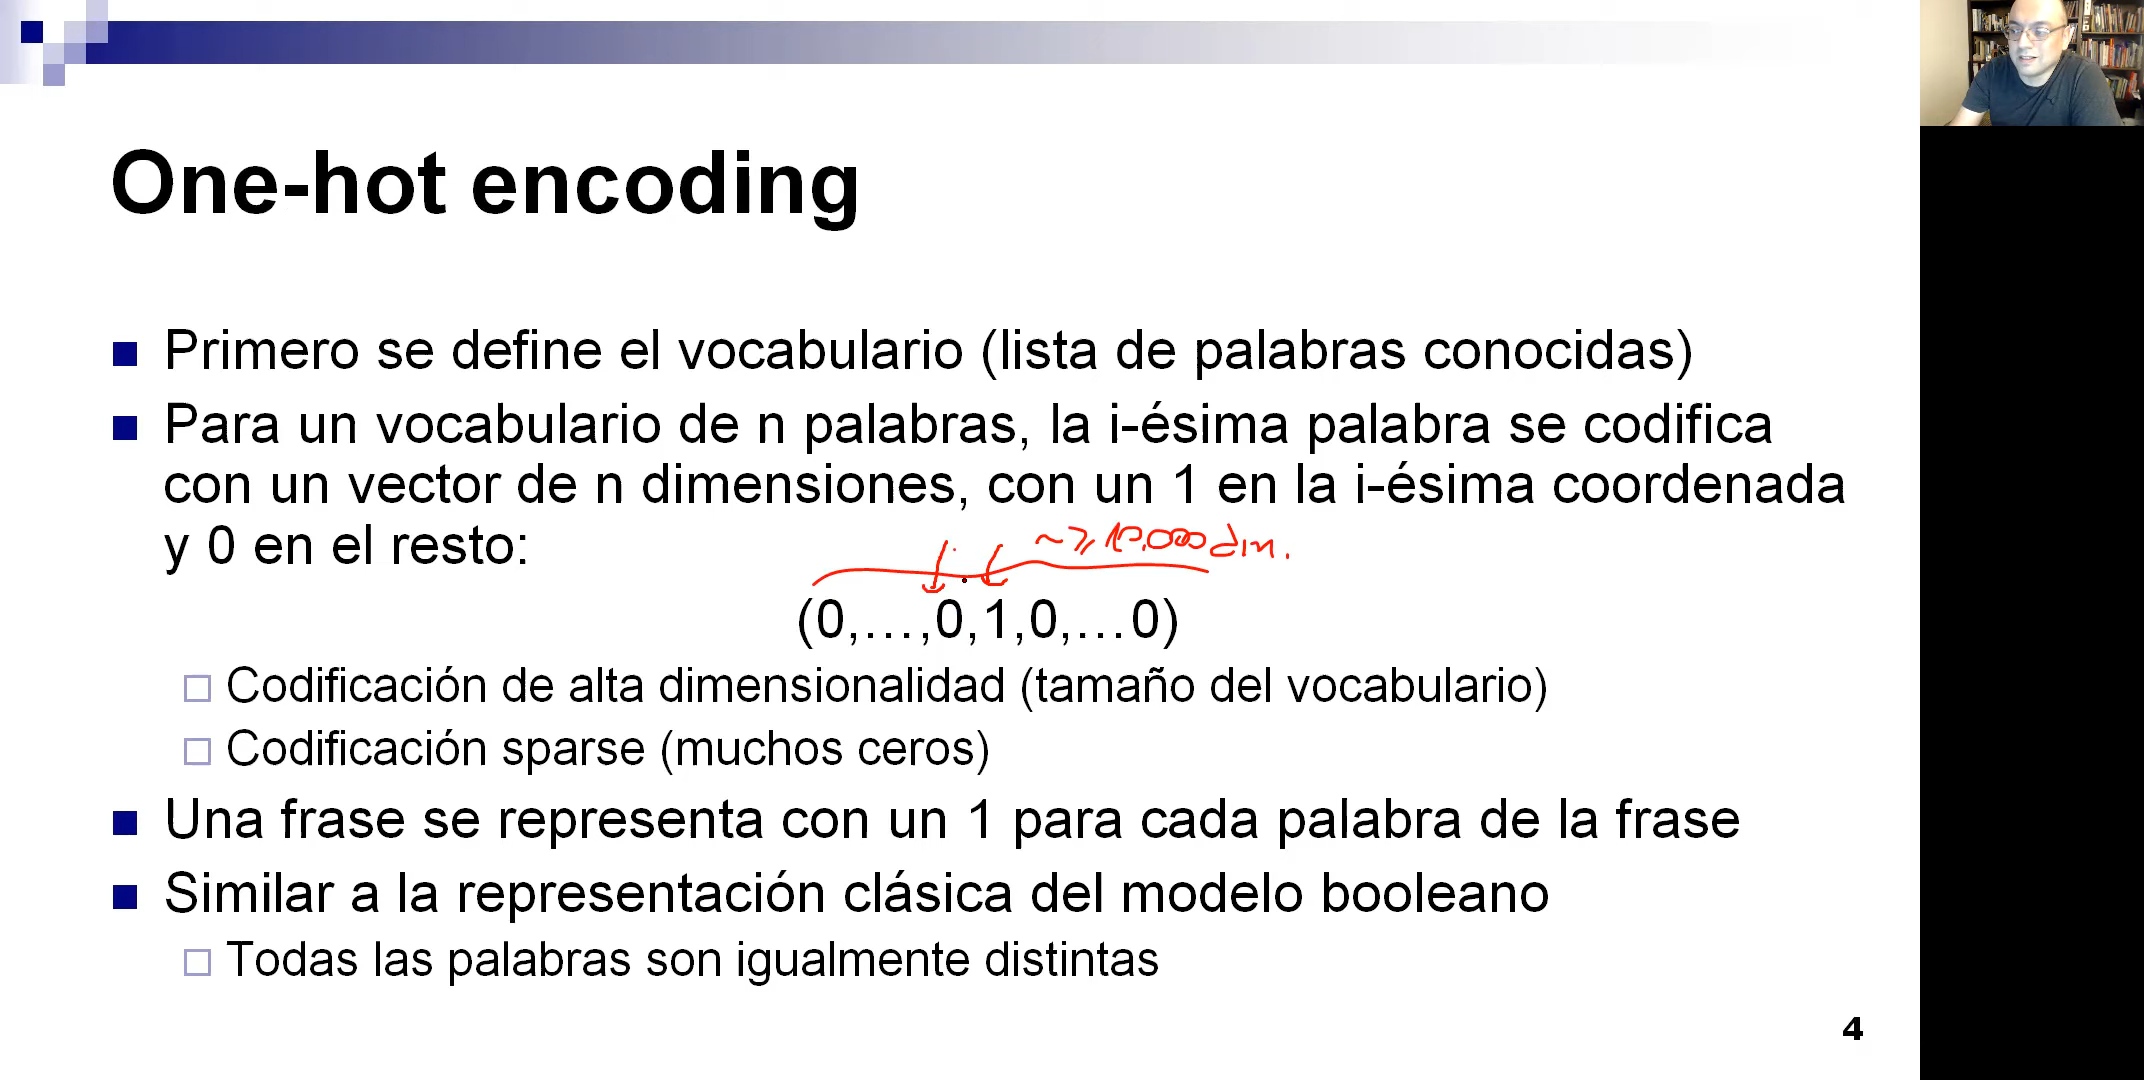 One-hot encoding
Primero se define el vocabulario (lista de palabras conocidas)
Para un vocabulario de n palabras, la i-ésima palabra se codifica
con un vector de n dimensiones, con un 1 en la i-ésima coordenada
y 0 en el resto:
~≥ 10.000 dim.
(0,…,0,1,0,…0)
Codificación de alta dimensionalidad (tamaño del vocabulario)
Codificación sparse (muchos ceros)
Una frase se representa con un 1 para cada palabra de la frase
Similar a la representación clásica del modelo booleano
Todas las palabras son igualmente distintas
4